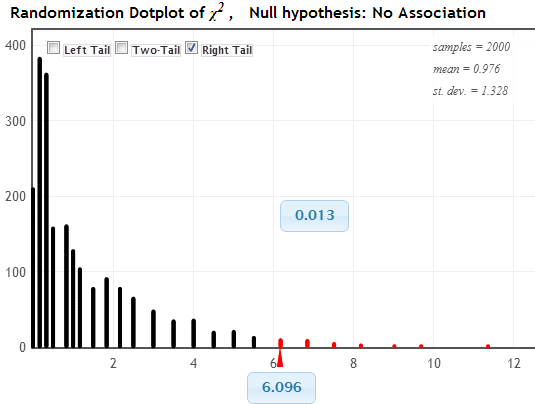 Randomization Dotplot of χ², Null hypothesis: No Association
Left Tail Two-Tail Right Tail
samples = 2000
mean = 0.976
st. dev. = 1.328
400
300
200
100
0
0.013
2 4 6 8 10 12
6.096